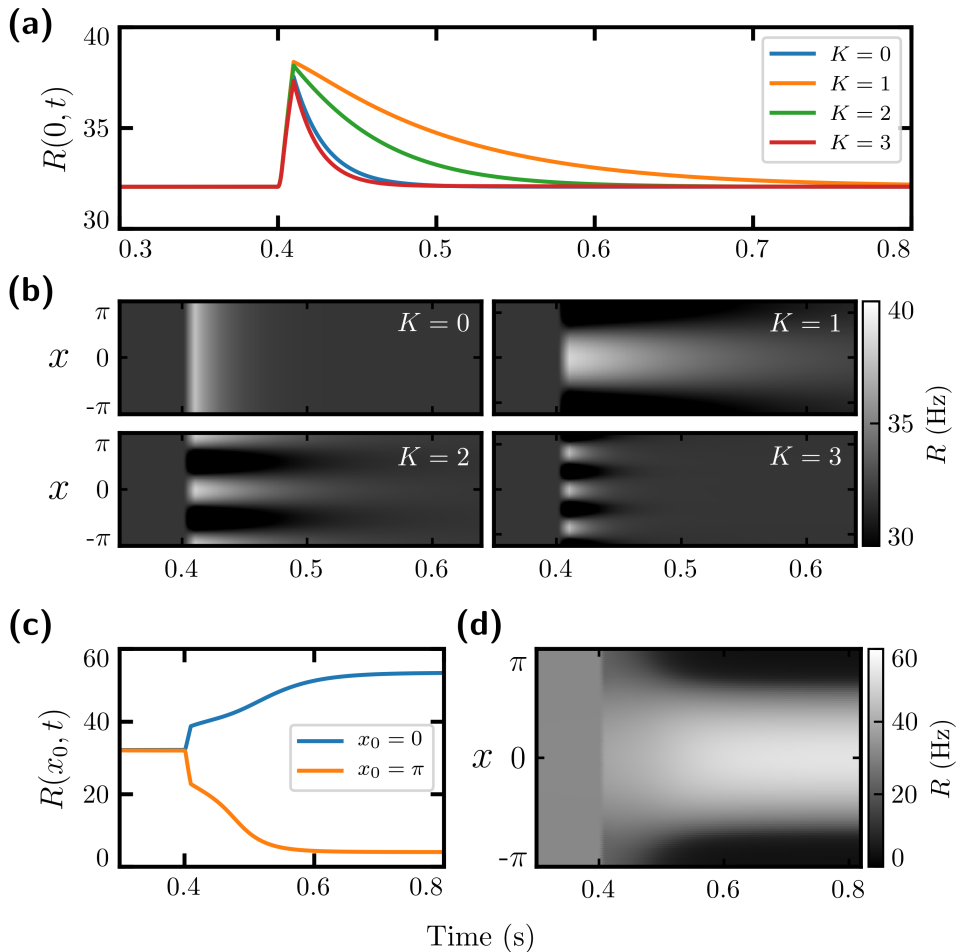 (a)
R(0, t)
40
35
30
K = 0
K = 1
K = 2
K = 3
0.3 0.4 0.5 0.6 0.7 0.8
(b)
x
π
0
-π
K = 0
K = 1
x
π
0
-π
K = 2
K = 3
0.4 0.5 0.6
0.4 0.5 0.6
40
35
30
R (Hz)
(c)
R(x₀, t)
60
40
20
0
x₀ = 0
x₀ = π
0.4 0.6 0.8
(d)
x
π
0
-π
0.4 0.6 0.8
60
40
20
0
R (Hz)
Time (s)